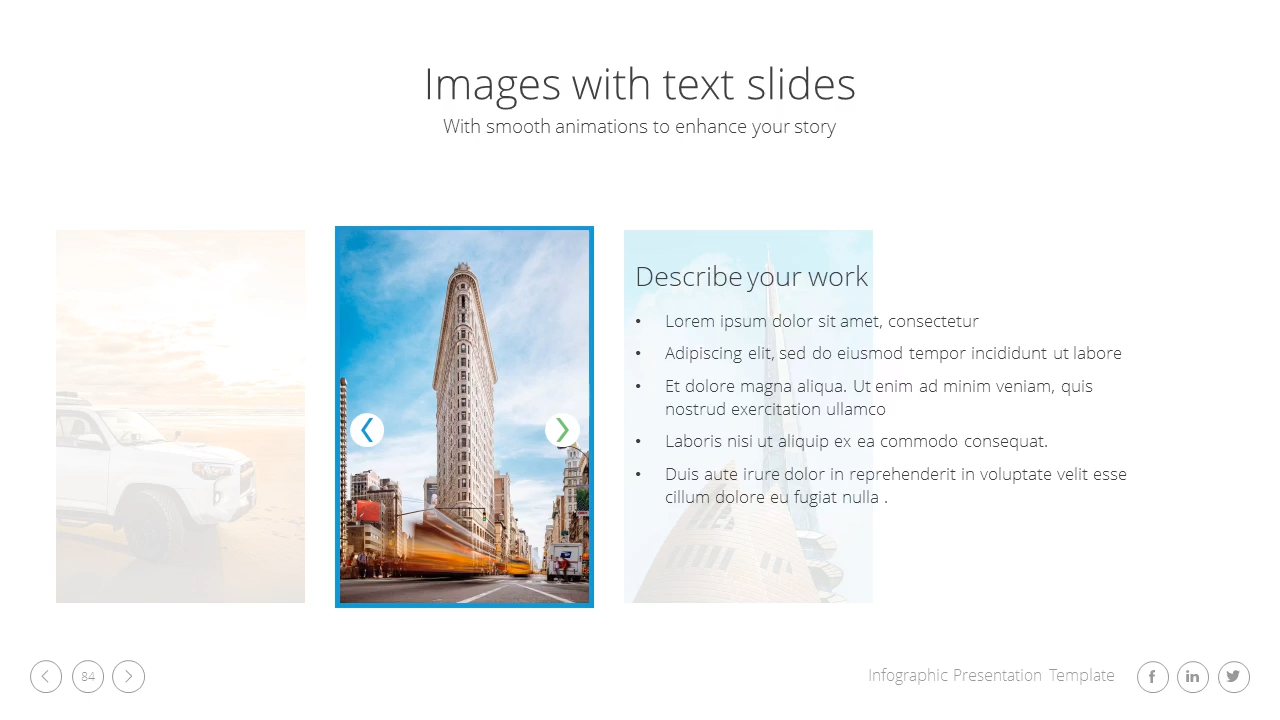 Images with text slides
With smooth animations to enhance your story
Describe your work
• Lorem ipsum dolor sit amet, consectetur
• Adipiscing elit, sed do eiusmod tempor incididunt ut labore
• Et dolore magna aliqua. Ut enim ad minim veniam, quis
nostrud exercitation ullamco
• Laboris nisi ut aliquip ex ea commodo consequat.
• Duis aute irure dolor in reprehenderit in voluptate velit esse
cillum dolore eu fugiat nulla .
84
Infographic Presentation Template